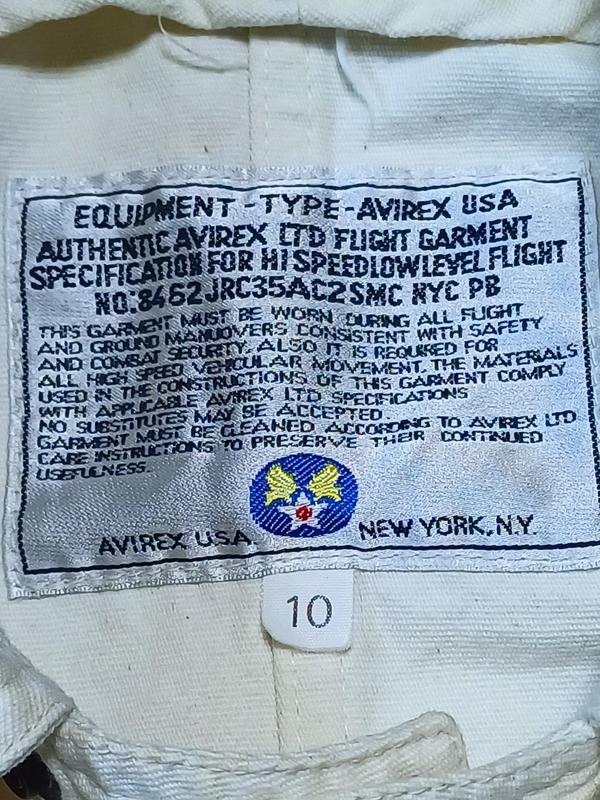 EQUIPMENT-TYPE-AVIREX USA
AUTHENTIC AVIREX LTD FLIGHT GARMENT
SPECIFICATION FOR HI SPEED LOW LEVEL FLIGHT
NO.8462JRC35AC2SMC NYC PB
THIS GARMENT MUST BE WORN DURING ALL FLIGHT
AND GROUND MANUOVERS CONSISTENT WITH SAFETY
AND COMBAT SECURITY. ALSO IT IS REQUIRED FOR
ALL HIGH SPEED VEHICULAR MOVEMENT. THE MATERIALS
USED IN THE CONSTRUCTIONS OF THIS GARMENT COMPLY
WITH APPLICABLE AVIREX LTD SPECIFICATIONS
NO SUBSTITUTES MAY BE ACCEPTED
GARMENT MUST BE CLEANED ACCORDING TO AVIREX LTD
CARE INSTRUCTIONS TO PRESERVE THEIR CONTINUED
USEFULNESS.
AVIREX U.S.A. NEW YORK, N.Y.
10